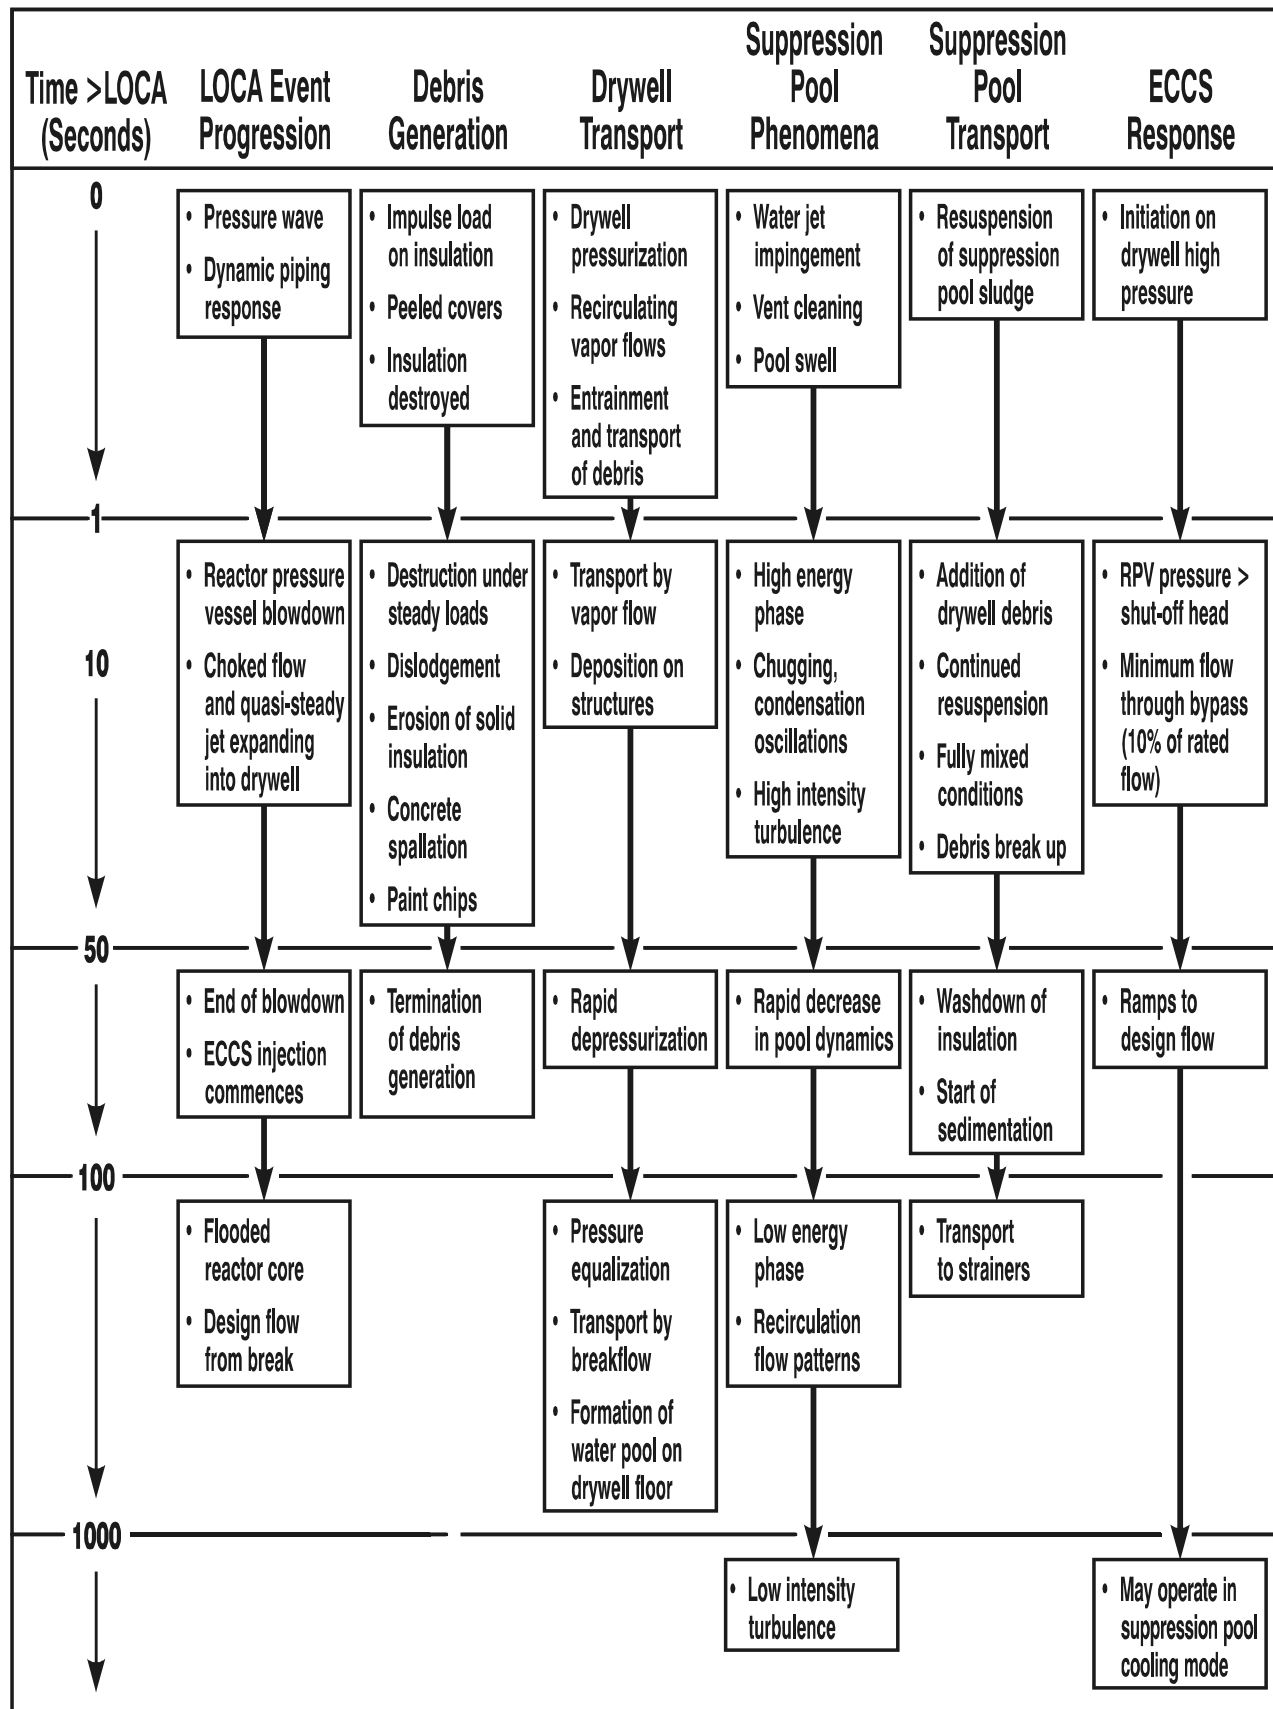 Time >LOCA
(Seconds)
LOCA Event
Progression
Debris
Generation
Drywell
Transport
Suppression
Pool
Phenomena
Suppression
Pool
Transport
ECCS
Response
0
• Pressure wave
• Dynamic piping
response
• Impulse load
on insulation
• Peeled covers
• Insulation
destroyed
• Drywell
pressurization
• Recirculating
vapor flows
• Entrainment
and transport
of debris
• Water jet
impingement
• Vent cleaning
• Pool swell
• Resuspension
of suppression
pool sludge
• Initiation on
drywell high
pressure
1
10
• Reactor pressure
vessel blowdown
• Choked flow
and quasi-steady
jet expanding
into drywell
• Destruction under
steady loads
• Dislodgement
• Erosion of solid
insulation
• Concrete
spallation
• Paint chips
• Transport by
vapor flow
• Deposition on
structures
• High energy
phase
• Chugging,
condensation
oscillations
• High intensity
turbulence
• Addition of
drywell debris
• Continued
resuspension
• Fully mixed
conditions
• Debris break up
• RPV pressure >
shut-off head
• Minimum flow
through bypass
(10% of rated
flow)
50
• End of blowdown
• ECCS injection
commences
• Termination
of debris
generation
• Rapid
depressurization
• Rapid decrease
in pool dynamics
• Washdown of
insulation
• Start of
sedimentation
• Ramps to
design flow
100
• Flooded
reactor core
• Design flow
from break
• Pressure
equalization
• Transport by
breakflow
• Formation of
water pool on
drywell floor
• Low energy
phase
• Recirculation
flow patterns
• Transport
to strainers
1000
• Low intensity
turbulence
• May operate in
suppression pool
cooling mode